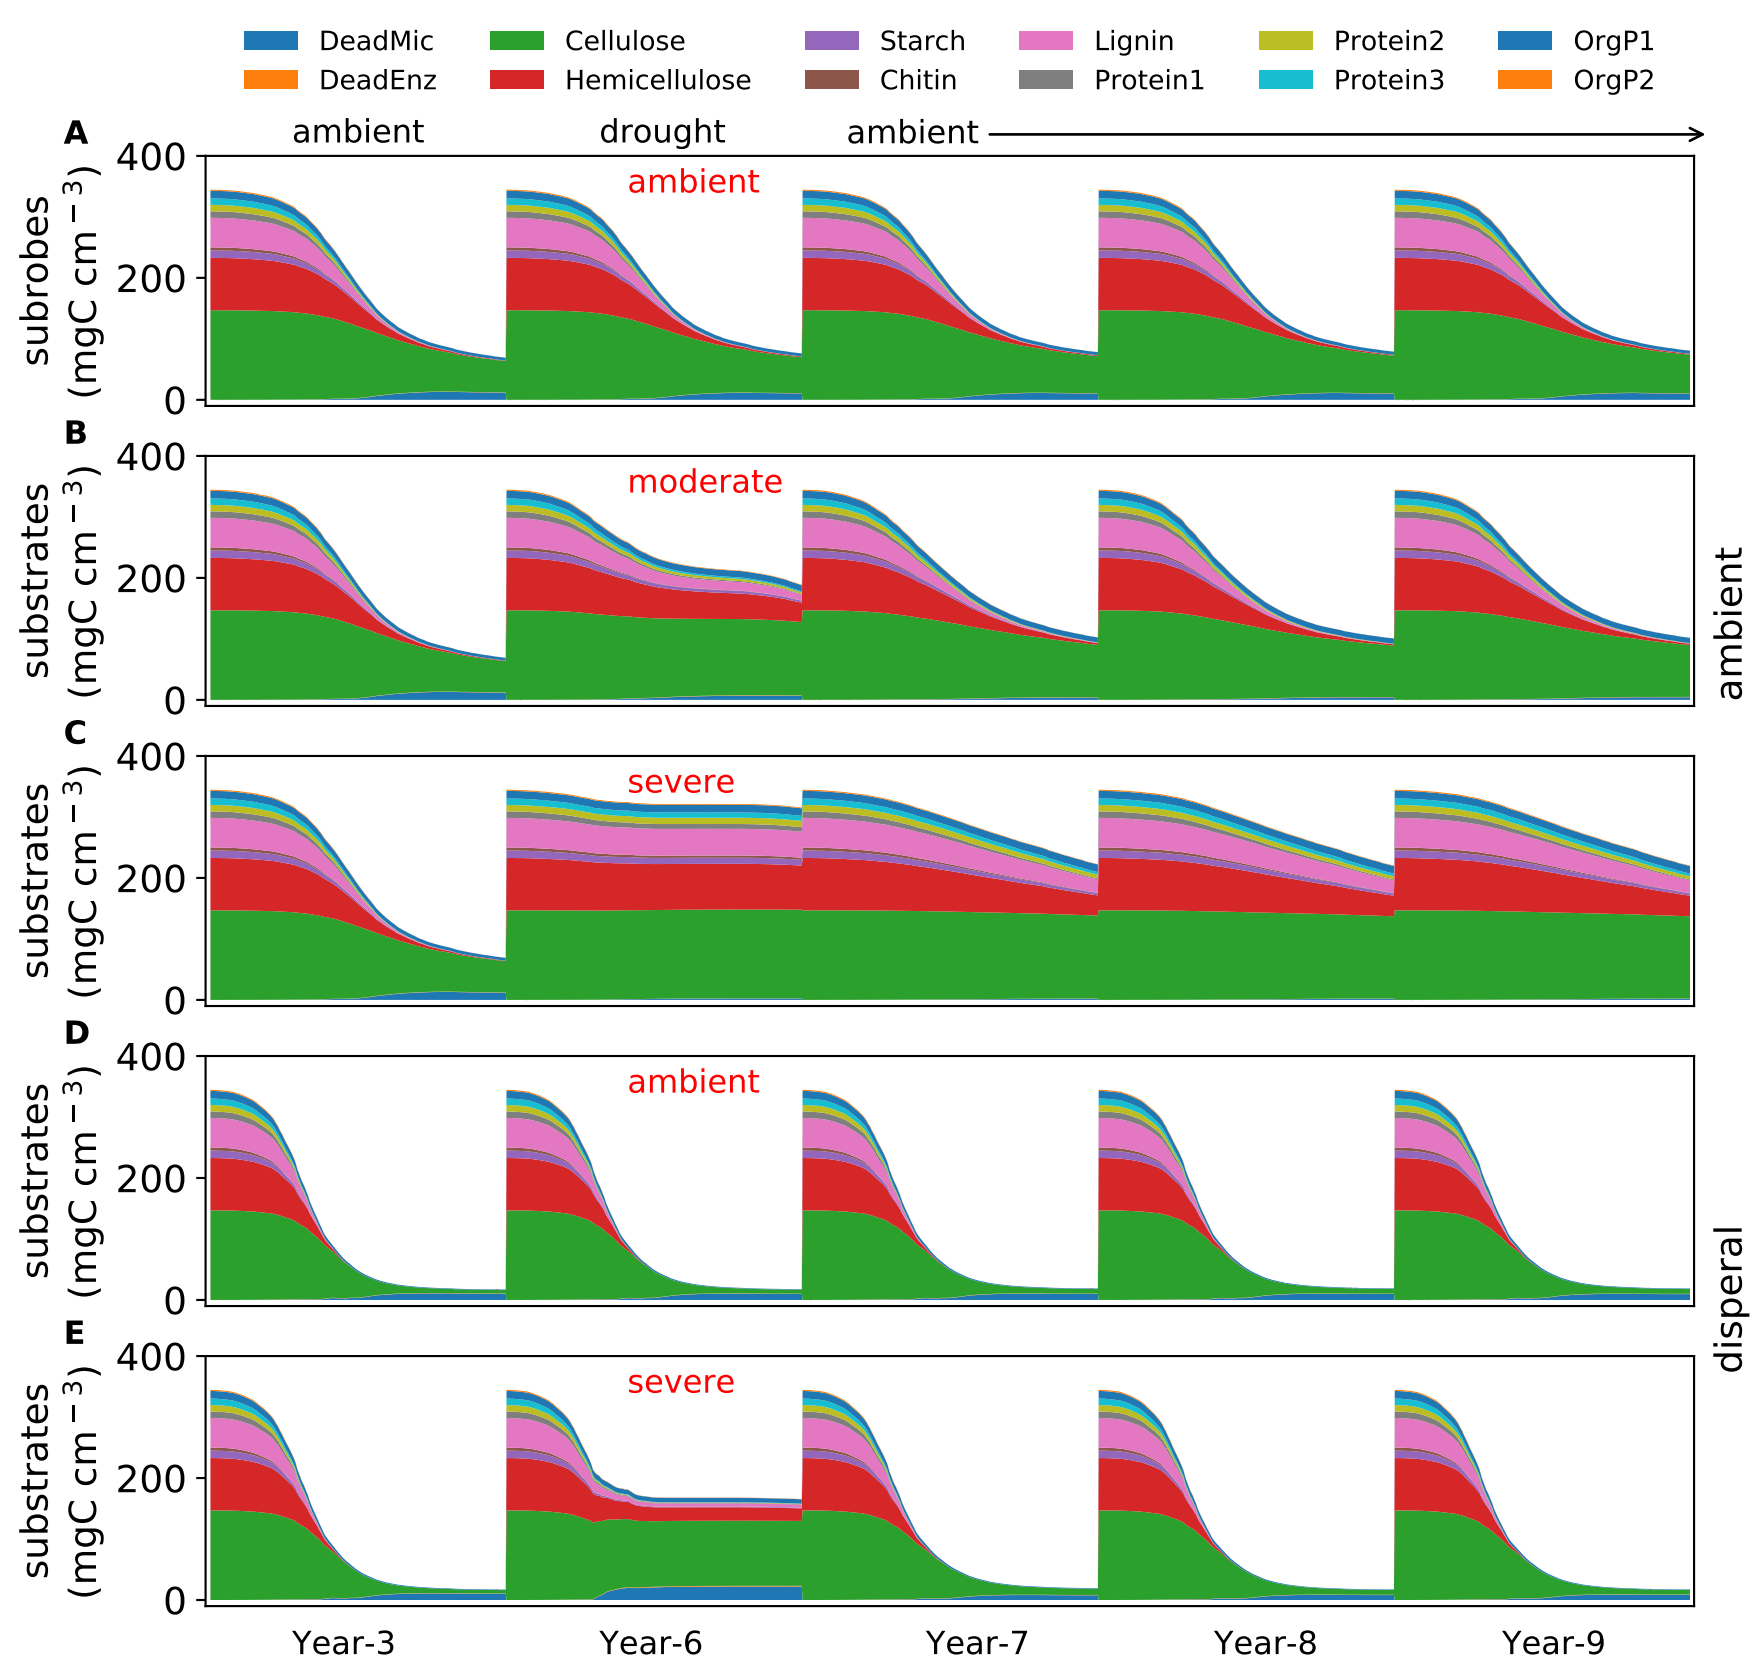 DeadMic Cellulose Starch Lignin Protein2 OrgP1
DeadEnz Hemicellulose Chitin Protein1 Protein3 OrgP2
ambient drought ambient
A
400
200
0
subrobes
(mgC cm⁻³)
ambient
B
400
200
0
substrates
(mgC cm⁻³)
moderate
ambient
C
400
200
0
substrates
(mgC cm⁻³)
severe
D
400
200
0
substrates
(mgC cm⁻³)
ambient
disperal
E
400
200
0
substrates
(mgC cm⁻³)
severe
Year-3 Year-6 Year-7 Year-8 Year-9